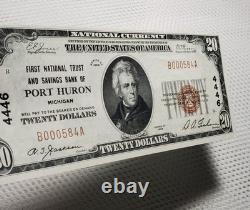 NATIONAL CURRENCY
THE UNITED STATES OF AMERICA
20
20
FIRST NATIONAL TRUST
AND SAVINGS BANK OF
PORT HURON
MICHIGAN
WILL PAY TO THE BEARER ON DEMAND
TWENTY DOLLARS
B000584A
B000584A
4446
4446
TWENTY DOLLARS
20